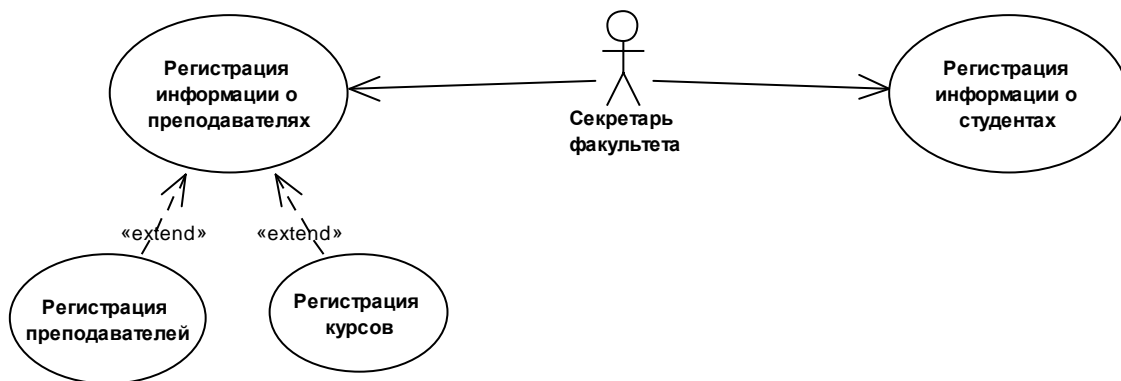 Регистрация
информации о
преподавателях
Секретарь
факультета
Регистрация
информации о
студентах
«extend»
«extend»
Регистрация
преподавателей
Регистрация
курсов